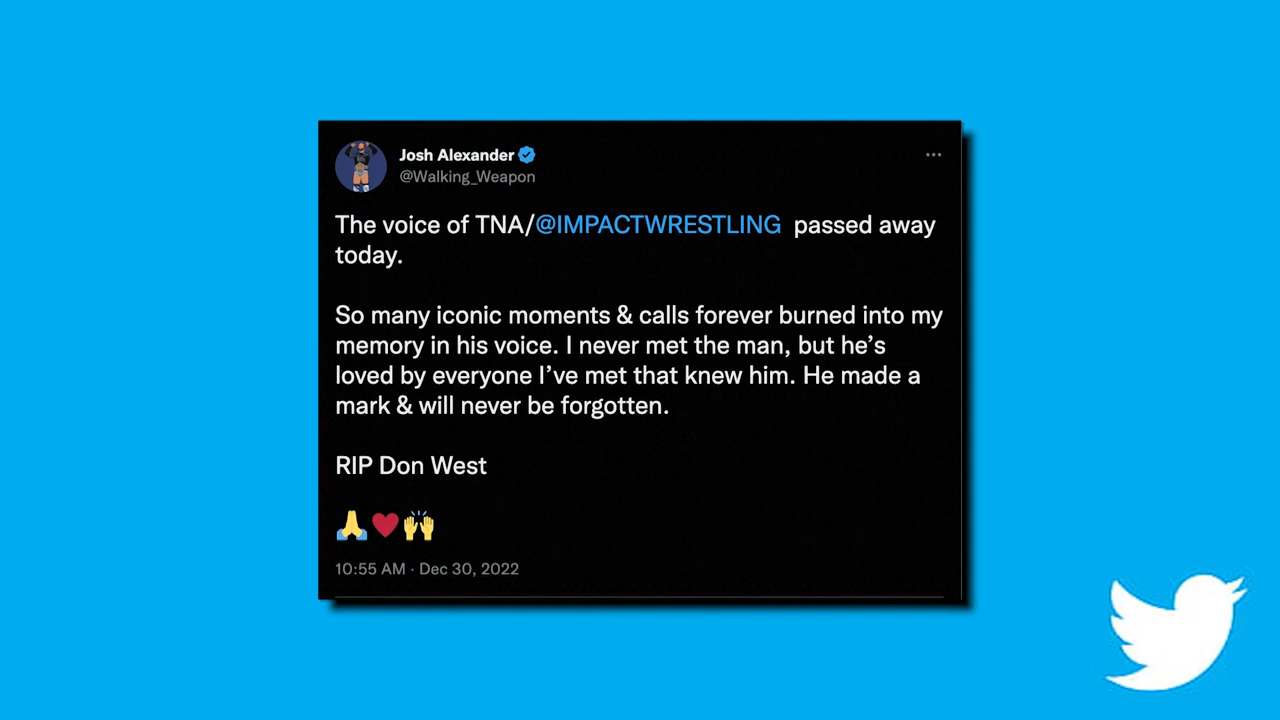 Josh Alexander
@Walking_Weapon
The voice of TNA/@IMPACTWRESTLING passed away
today.
So many iconic moments & calls forever burned into my
memory in his voice. I never met the man, but he’s
loved by everyone I’ve met that knew him. He made a
mark & will never be forgotten.
RIP Don West
🙏❤️🙌
10:55 AM · Dec 30, 2022